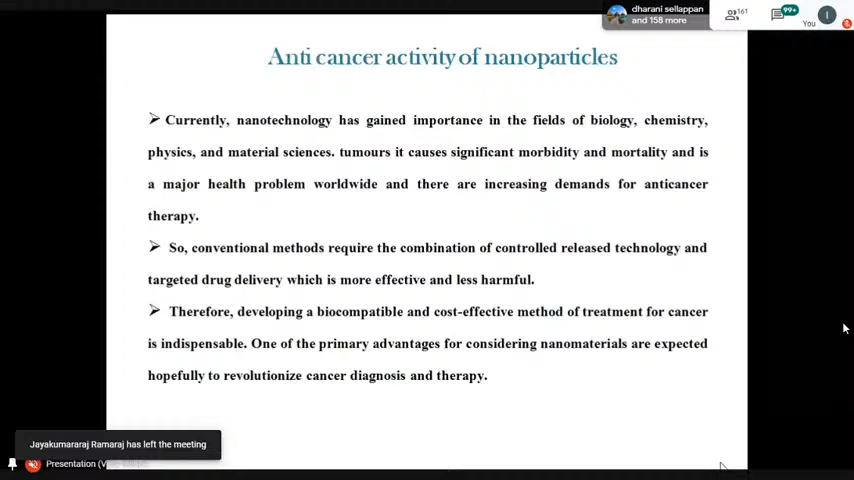 dharani sellappan
and 158 more
161
99+
You
I
Anti cancer activity of nanoparticles
➢ Currently, nanotechnology has gained importance in the fields of biology, chemistry,
physics, and material sciences. tumours it causes significant morbidity and mortality and is
a major health problem worldwide and there are increasing demands for anticancer
therapy.
➢ So, conventional methods require the combination of controlled released technology and
targeted drug delivery which is more effective and less harmful.
➢ Therefore, developing a biocompatible and cost-effective method of treatment for cancer
is indispensable. One of the primary advantages for considering nanomaterials are expected
hopefully to revolutionize cancer diagnosis and therapy.
Jayakumararaj Ramaraj has left the meeting
Presentation